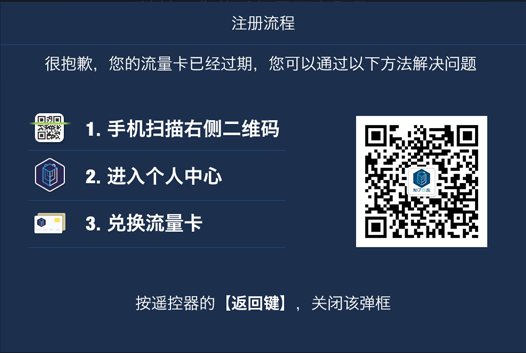 注册流程
很抱歉，您的流量卡已经过期，您可以通过以下方法解决问题
1. 手机扫描右侧二维码
2. 进入个人中心
3. 兑换流量卡
按遥控器的【返回键】，关闭该弹框